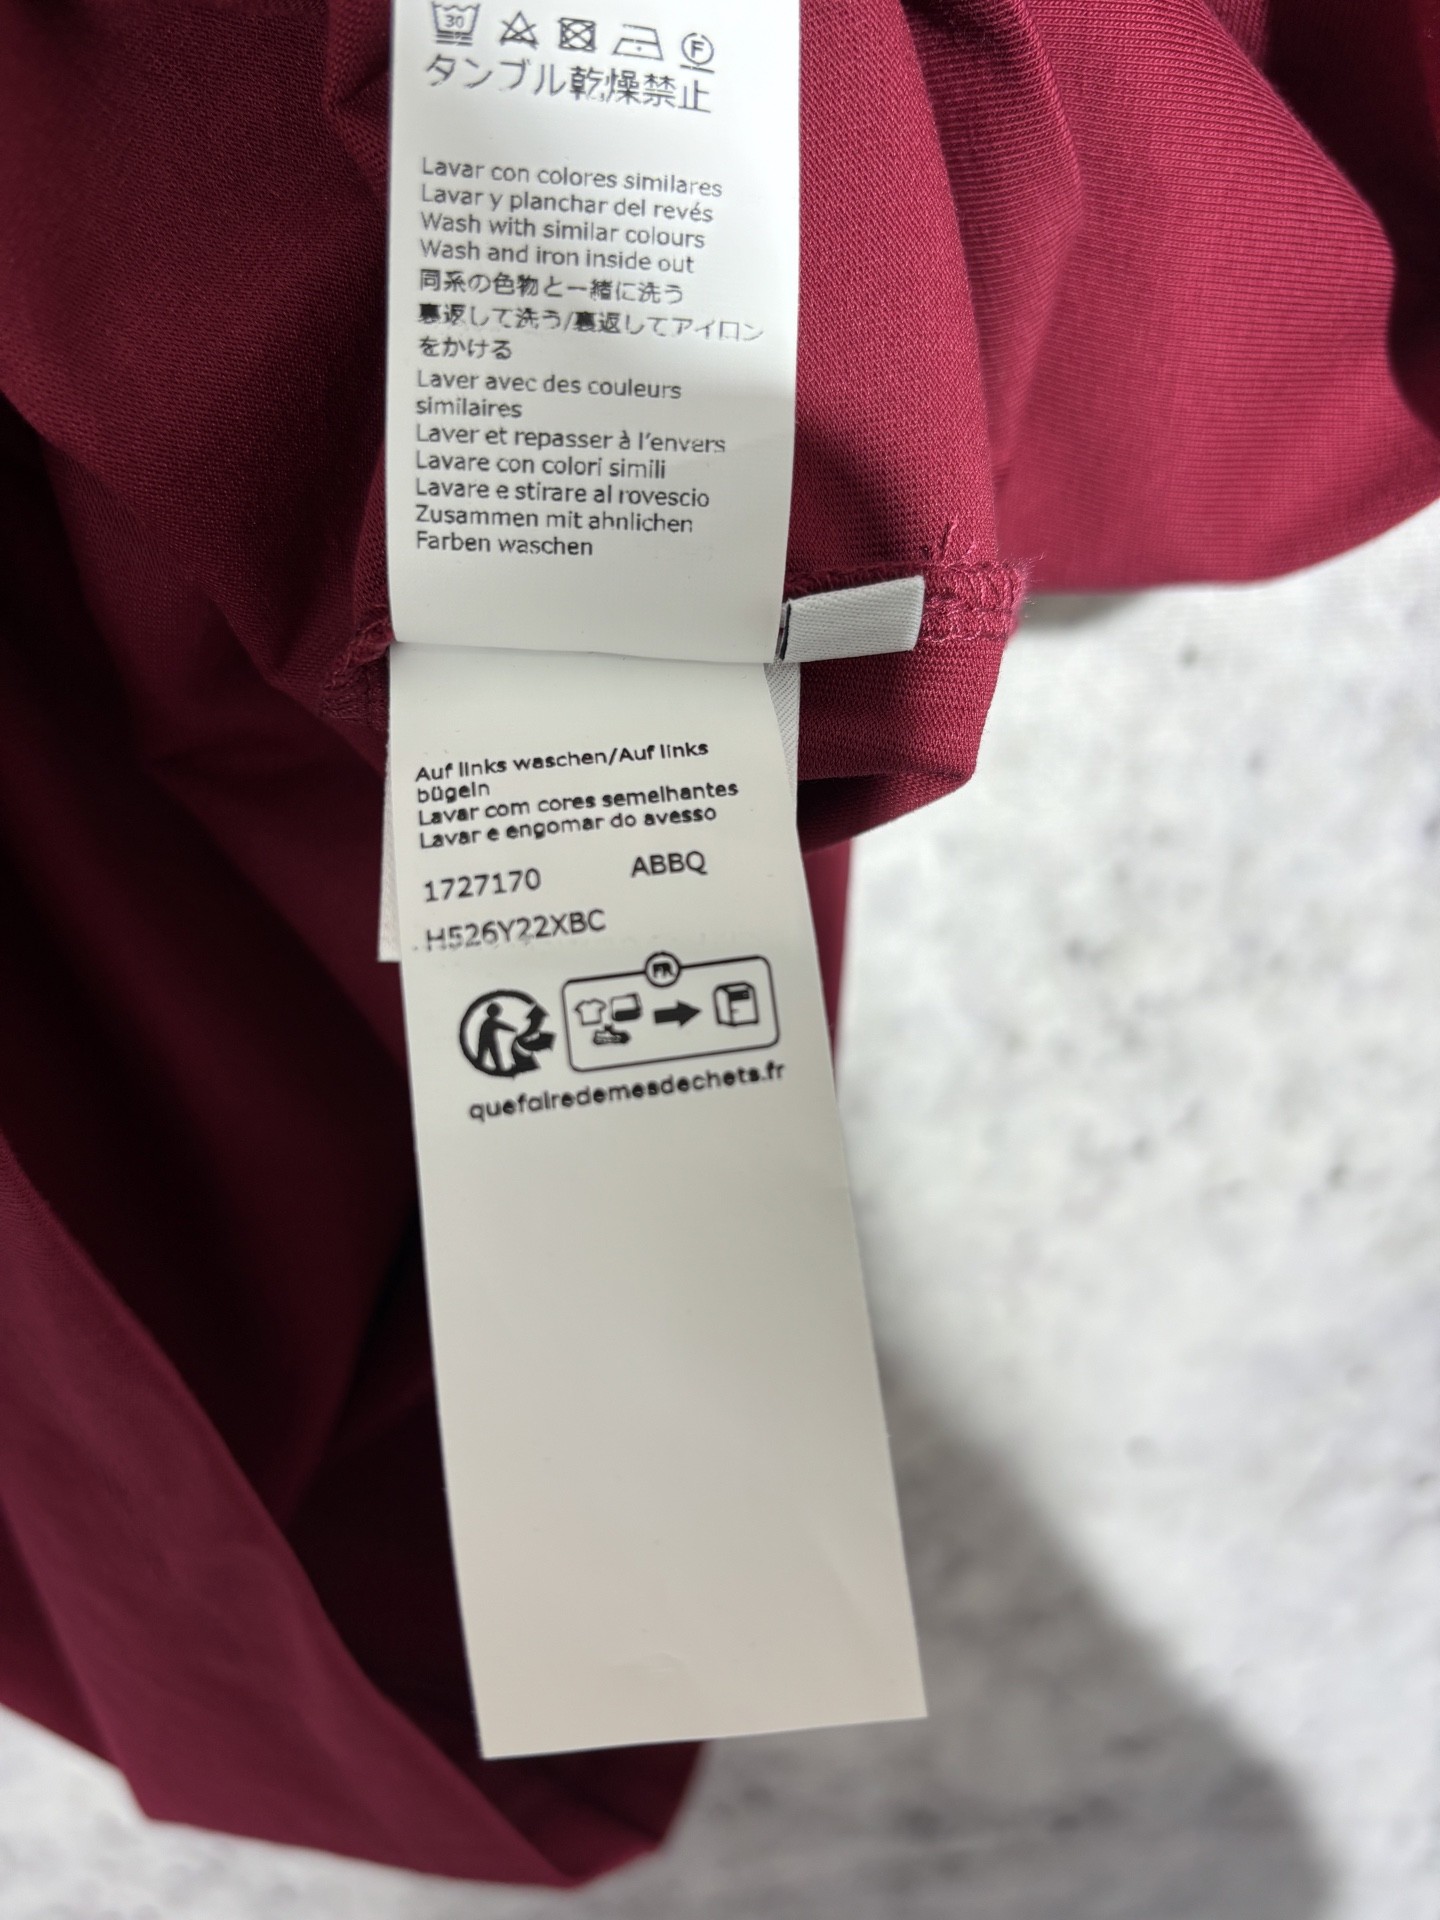 30
F
タンブル乾燥禁止
Lavar con colores similares
Lavar y planchar del revés
Wash with similar colours
Wash and iron inside out
同系の色物と一緒に洗う
裏返して洗う/裏返してアイロン
をかける
Laver avec des couleurs
similaires
Laver et repasser à l'envers
Lavare con colori simili
Lavare e stirare al rovescio
Zusammen mit ahnlichen
Farben waschen
Auf links waschen/Auf links
bügeln
Lavar com cores semelhantes
Lavar e engomar do avesso
1727170 ABBQ
H526Y22XBC
FR
quefairedemesdechets.fr